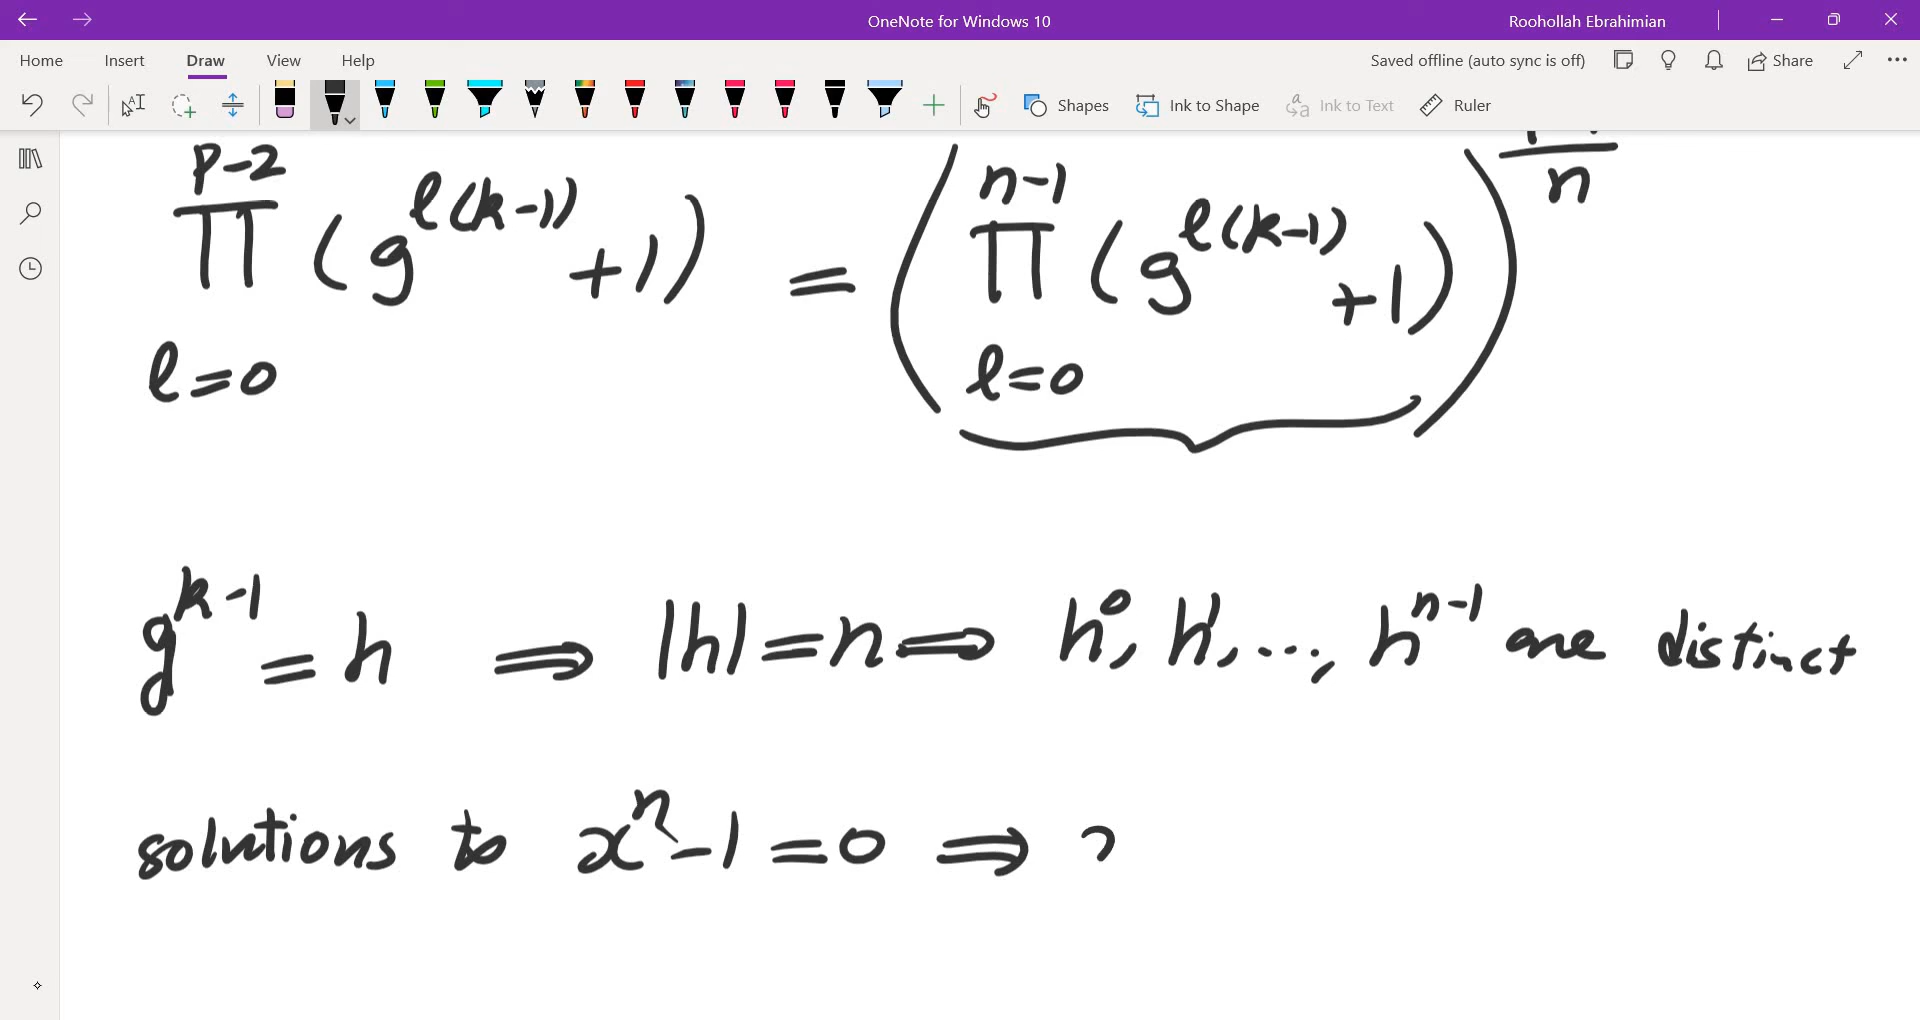 OneNote for Windows 10
Roohollah Ebrahimian
Home Insert Draw View Help
Saved offline (auto sync is off) Share
Shapes Ink to Shape Ink to Text Ruler
∏_{l=0}^{p-2} (g^{l(k-1)} + 1) = (∏_{l=0}^{n-1} (g^{l(k-1)} + 1))^{/n}
g^{k-1} = h ⟹ |h| = n ⟹ h^0, h^1, ..., h^{n-1} are distinct
solutions to x^n - 1 = 0 ⟹